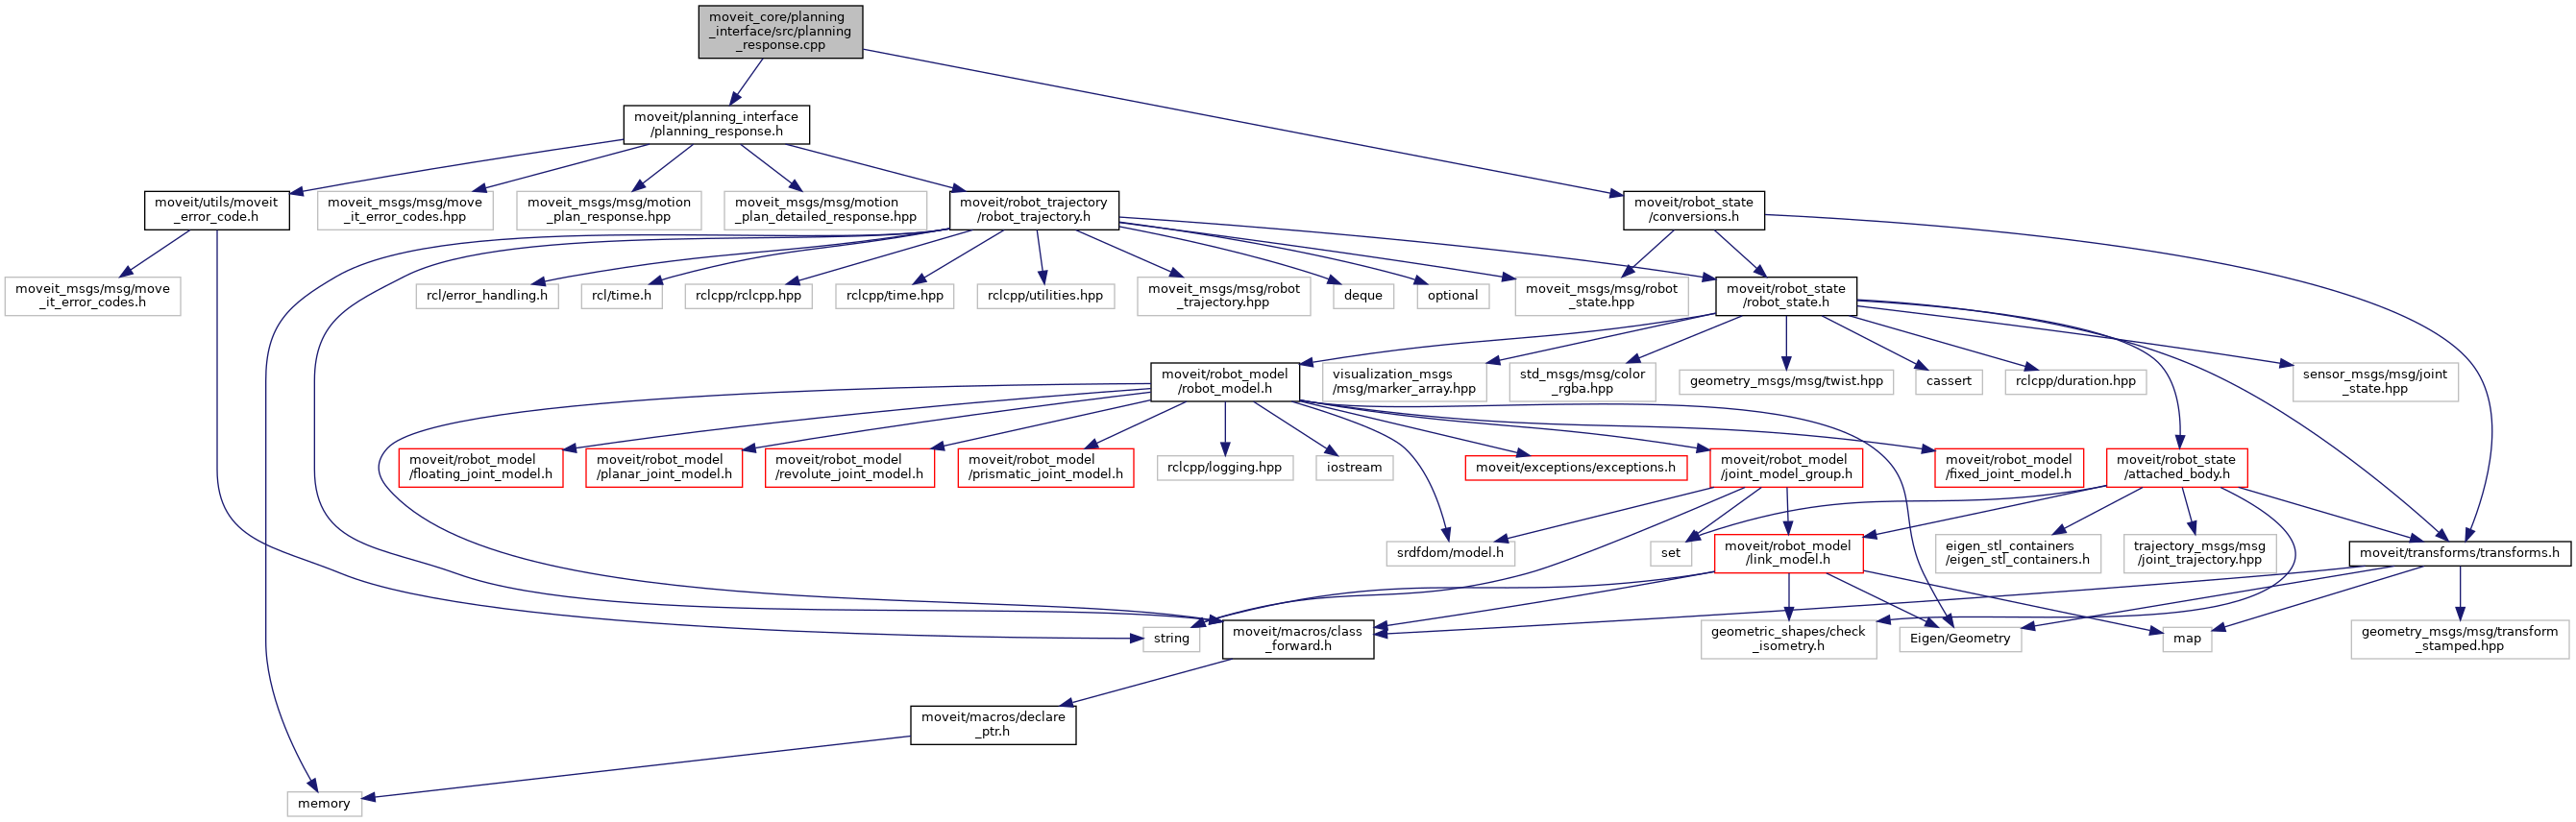 moveit_core/planning
_interface/src/planning
_response.cpp
moveit/planning_interface
/planning_response.h
moveit/utils/moveit
_error_code.h
moveit_msgs/msg/move
_it_error_codes.hpp
moveit_msgs/msg/motion
_plan_response.hpp
moveit_msgs/msg/motion
_plan_detailed_response.hpp
moveit/robot_trajectory
/robot_trajectory.h
moveit/robot_state
/conversions.h
moveit_msgs/msg/move
_it_error_codes.h
rcl/error_handling.h
rcl/time.h
rclcpp/rclcpp.hpp
rclcpp/time.hpp
rclcpp/utilities.hpp
moveit_msgs/msg/robot
_trajectory.hpp
deque
optional
moveit_msgs/msg/robot
_state.hpp
moveit/robot_state
/robot_state.h
moveit/robot_model
/robot_model.h
visualization_msgs
/msg/marker_array.hpp
std_msgs/msg/color
_rgba.hpp
geometry_msgs/msg/twist.hpp
cassert
rclcpp/duration.hpp
sensor_msgs/msg/joint
_state.hpp
moveit/robot_model
/floating_joint_model.h
moveit/robot_model
/planar_joint_model.h
moveit/robot_model
/revolute_joint_model.h
moveit/robot_model
/prismatic_joint_model.h
rclcpp/logging.hpp
iostream
moveit/exceptions/exceptions.h
moveit/robot_model
/joint_model_group.h
moveit/robot_model
/fixed_joint_model.h
moveit/robot_state
/attached_body.h
srdfdom/model.h
set
moveit/robot_model
/link_model.h
eigen_stl_containers
/eigen_stl_containers.h
trajectory_msgs/msg
/joint_trajectory.hpp
moveit/transforms/transforms.h
string
moveit/macros/class
_forward.h
geometric_shapes/check
_isometry.h
Eigen/Geometry
map
geometry_msgs/msg/transform
_stamped.hpp
moveit/macros/declare
_ptr.h
memory